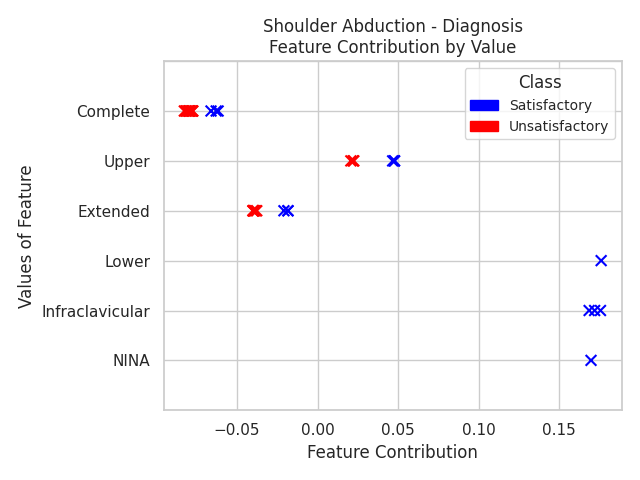 Shoulder Abduction - Diagnosis
Feature Contribution by Value
Class
Satisfactory
Unsatisfactory
Values of Feature
Complete
Upper
Extended
Lower
Infraclavicular
NINA
−0.05 0.00 0.05 0.10 0.15
Feature Contribution